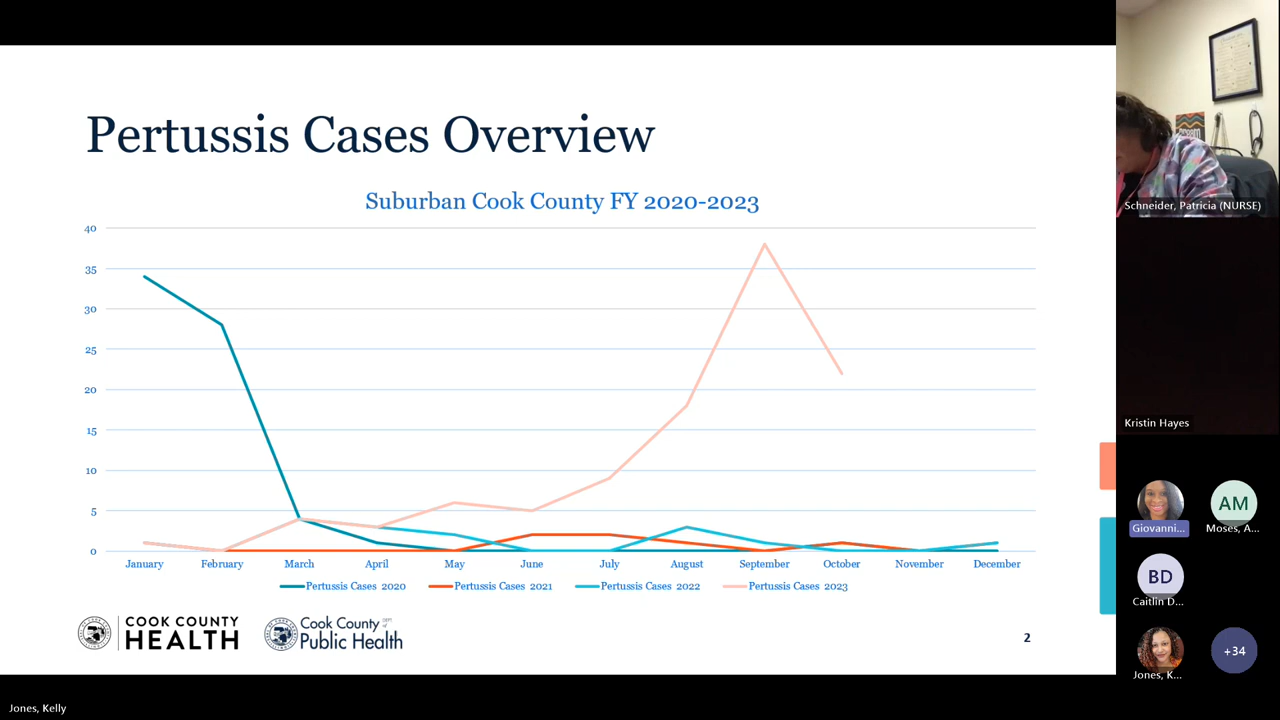 Pertussis Cases Overview
Suburban Cook County FY 2020-2023
40
35
30
25
20
15
10
5
0
January February March April May June July August September October November December
Pertussis Cases 2020 Pertussis Cases 2021 Pertussis Cases 2022 Pertussis Cases 2023
COOK COUNTY
HEALTH
Cook County DEPT of
Public Health
2
Schneider, Patricia (NURSE)
Kristin Hayes
Giovanni...
AM
Moses, A...
BD
Caitlin D...
Jones, K...
+34
Jones, Kelly